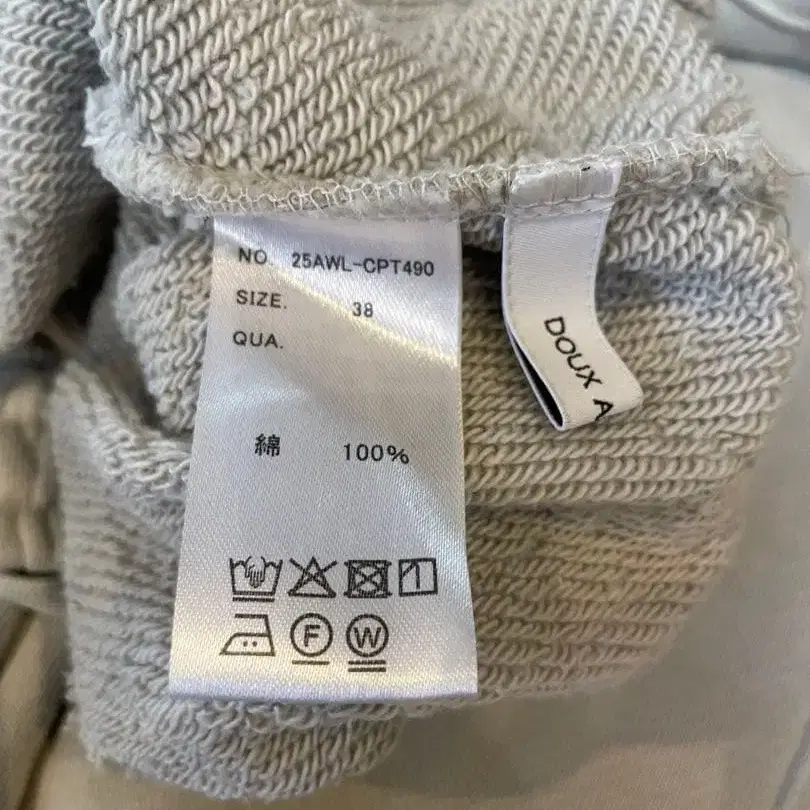 NO. 25AWL-CPT490
SIZE. 38
QUA.
綿 100%
F W
DOUX A